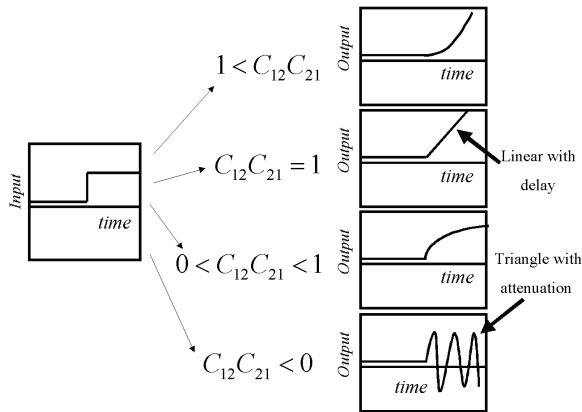 Input
time
1 < C₁₂C₂₁
Output
time
C₁₂C₂₁ = 1
Output
time
Linear with
delay
0 < C₁₂C₂₁ < 1
Output
time
Triangle with
attenuation
C₁₂C₂₁ < 0
Output
time